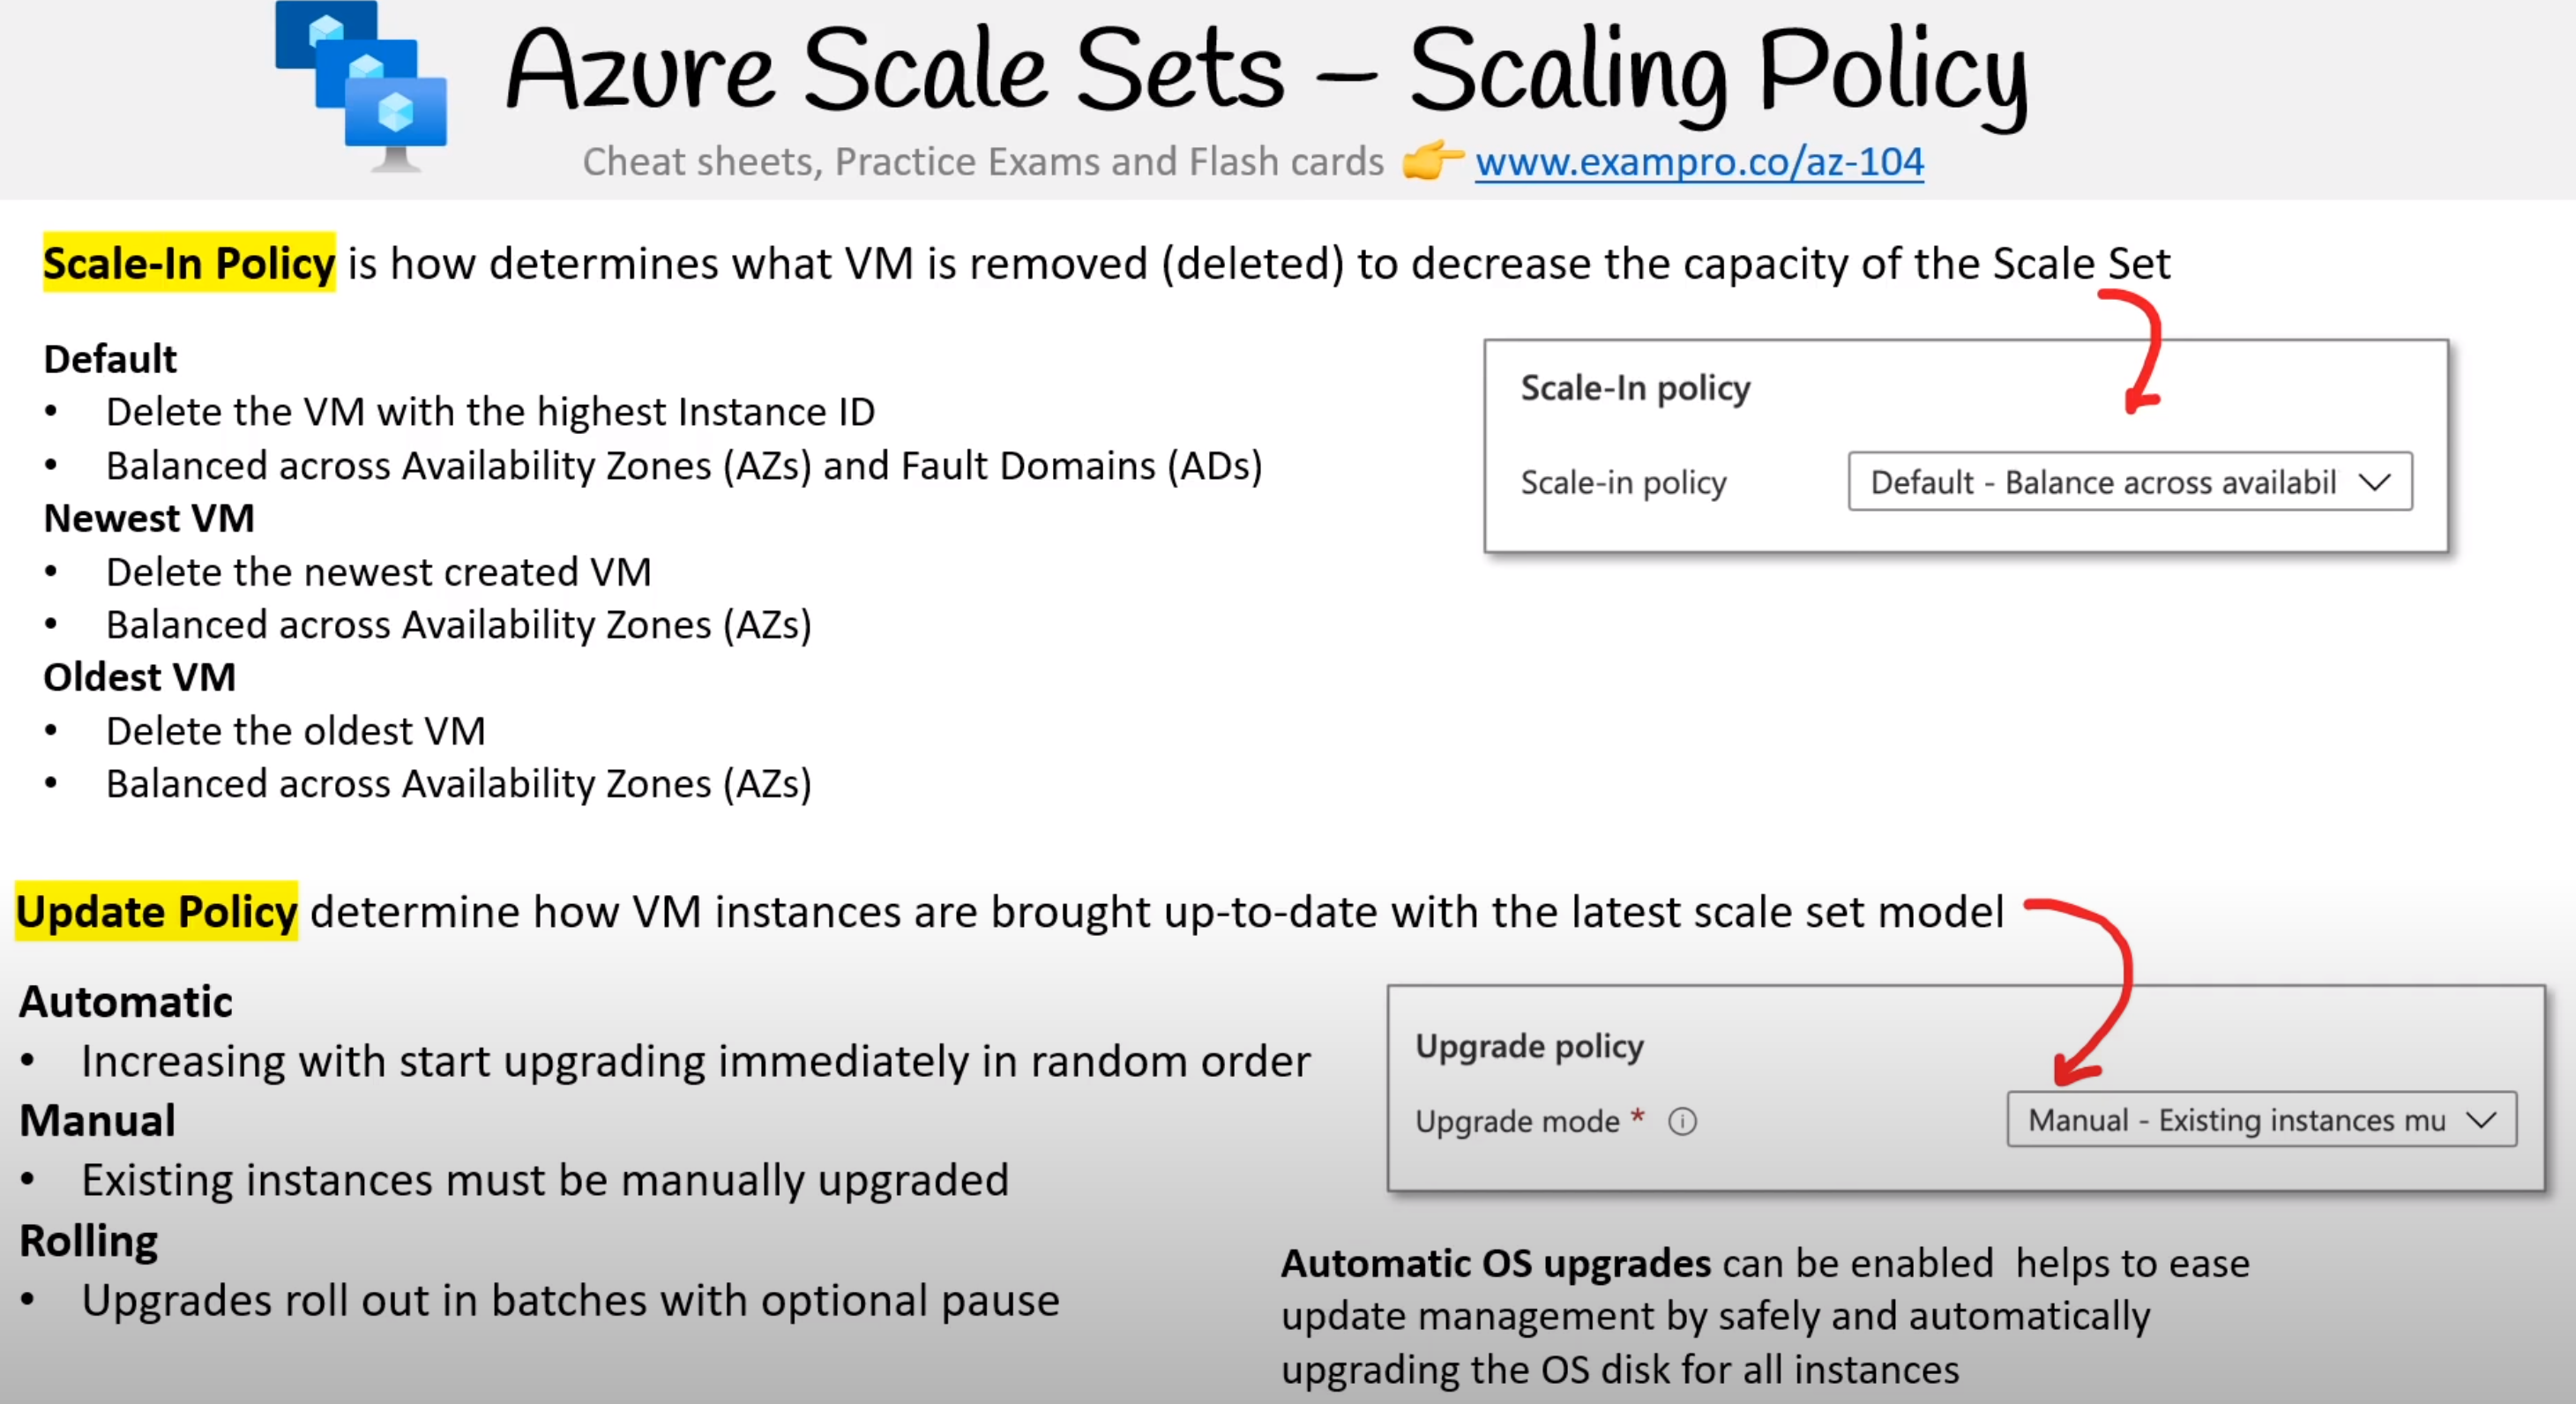 Azure Scale Sets – Scaling Policy
Cheat sheets, Practice Exams and Flash cards 👉 www.exampro.co/az-104
Scale-In Policy is how determines what VM is removed (deleted) to decrease the capacity of the Scale Set
Default
• Delete the VM with the highest Instance ID
• Balanced across Availability Zones (AZs) and Fault Domains (ADs)
Newest VM
• Delete the newest created VM
• Balanced across Availability Zones (AZs)
Oldest VM
• Delete the oldest VM
• Balanced across Availability Zones (AZs)
Scale-In policy
Scale-in policy Default - Balance across availabil
Update Policy determine how VM instances are brought up-to-date with the latest scale set model
Automatic
• Increasing with start upgrading immediately in random order
Manual
• Existing instances must be manually upgraded
Rolling
• Upgrades roll out in batches with optional pause
Upgrade policy
Upgrade mode * Manual - Existing instances mu
Automatic OS upgrades can be enabled helps to ease
update management by safely and automatically
upgrading the OS disk for all instances